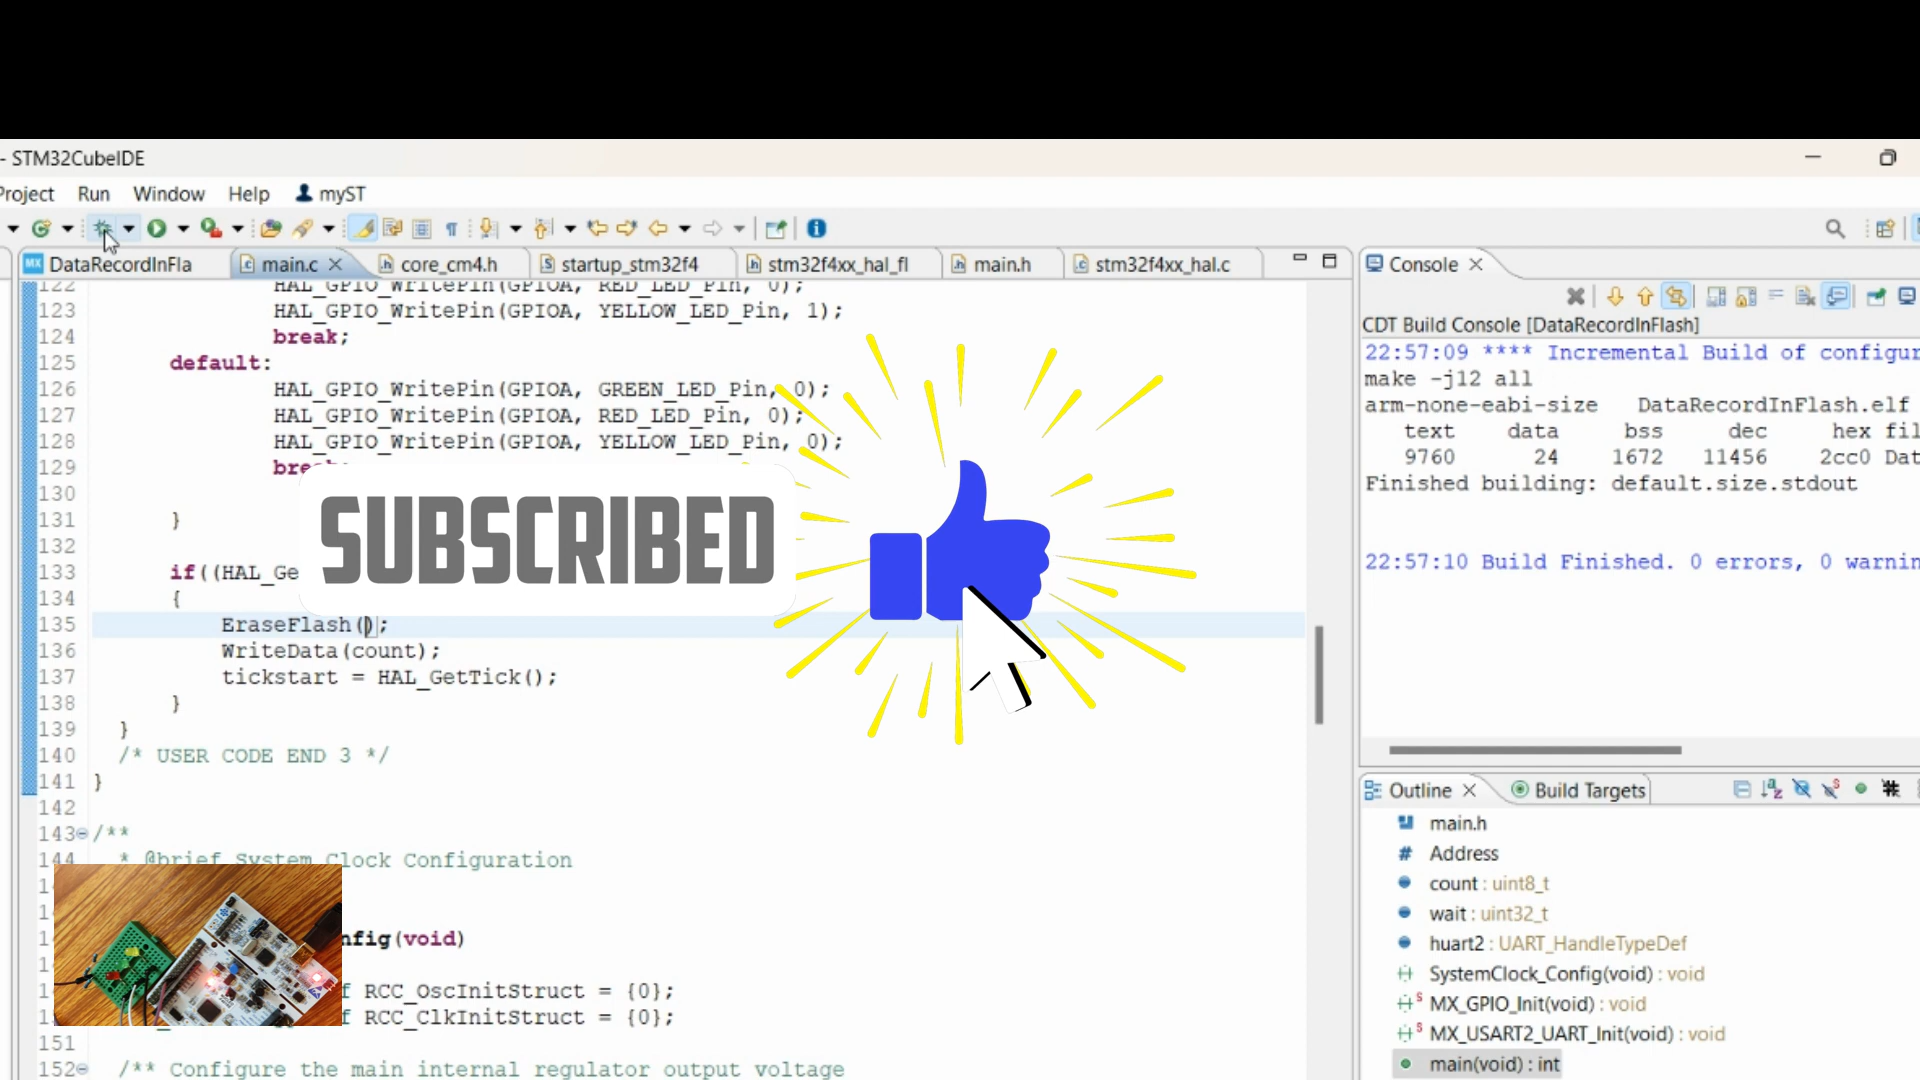 - STM32CubeIDE
Project Run Window Help myST
DataRecordInFla main.c core_cm4.h startup_stm32f4 stm32f4xx_hal_fl main.h stm32f4xx_hal.c
122 HAL_GPIO_WritePin(GPIOA, RED_LED_Pin, 0);
123 HAL_GPIO_WritePin(GPIOA, YELLOW_LED_Pin, 1);
124 break;
125 default:
126 HAL_GPIO_WritePin(GPIOA, GREEN_LED_Pin, 0);
127 HAL_GPIO_WritePin(GPIOA, RED_LED_Pin, 0);
128 HAL_GPIO_WritePin(GPIOA, YELLOW_LED_Pin, 0);
129
130
131 }
132
133 if((HAL_Ge
134 {
135 EraseFlash();
136 WriteData(count);
137 tickstart = HAL_GetTick();
138 }
139 }
140 /* USER CODE END 3 */
141 }
142
143 /**
144 * @brief System Clock Configuration
nfig(void)
f RCC_OscInitStruct = {0};
f RCC_ClkInitStruct = {0};
151
152 /** Configure the main internal regulator output voltage
SUBSCRIBED
Console
CDT Build Console [DataRecordInFlash]
22:57:09 **** Incremental Build of configur
make -j12 all
arm-none-eabi-size DataRecordInFlash.elf
text data bss dec hex fil
9760 24 1672 11456 2cc0 Dat
Finished building: default.size.stdout
22:57:10 Build Finished. 0 errors, 0 warnin
Outline Build Targets
main.h
# Address
count : uint8_t
wait : uint32_t
huart2 : UART_HandleTypeDef
SystemClock_Config(void) : void
MX_GPIO_Init(void) : void
MX_USART2_UART_Init(void) : void
main(void) : int